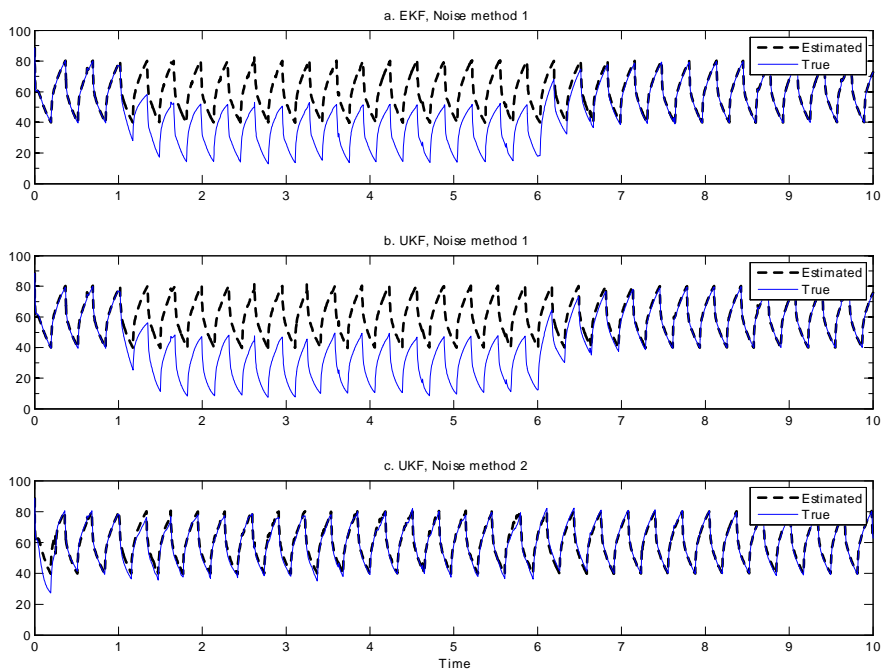 a. EKF, Noise method 1
100
80
60
40
20
0
Estimated
True
0 1 2 3 4 5 6 7 8 9 10
b. UKF, Noise method 1
100
80
60
40
20
0
Estimated
True
0 1 2 3 4 5 6 7 8 9 10
c. UKF, Noise method 2
100
80
60
40
20
0
Estimated
True
0 1 2 3 4 5 6 7 8 9 10
Time